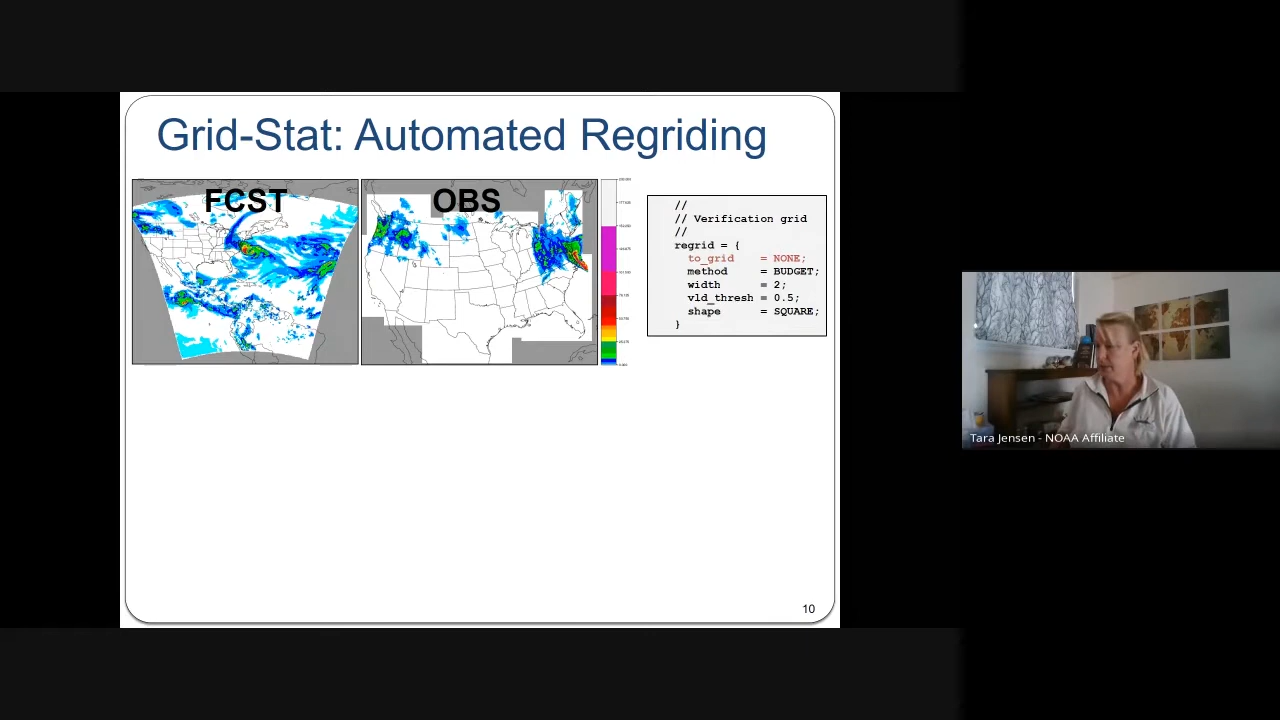 Grid-Stat: Automated Regriding
FCST
OBS
//
// Verification grid
//
regrid = {
to_grid = NONE;
method = BUDGET;
width = 2;
vld_thresh = 0.5;
shape = SQUARE;
}
10
Tara Jensen - NOAA Affiliate